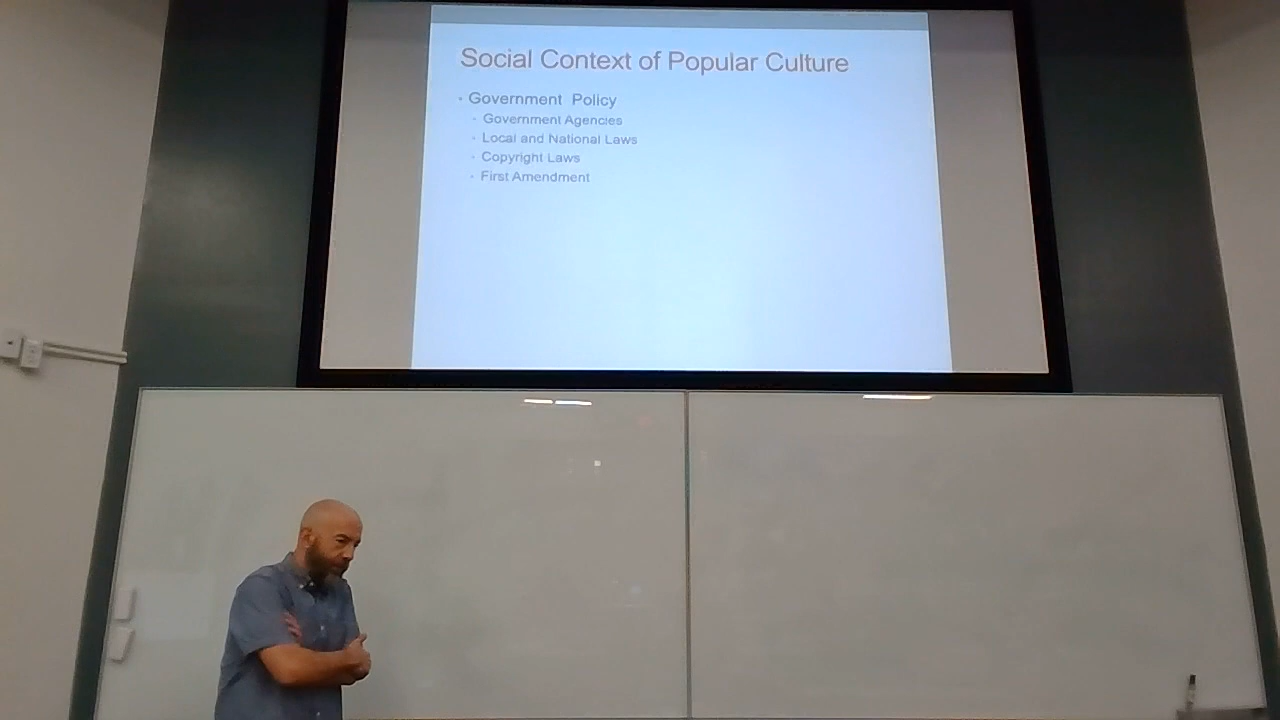 Social Context of Popular Culture
• Government Policy
• Government Agencies
• Local and National Laws
• Copyright Laws
• First Amendment